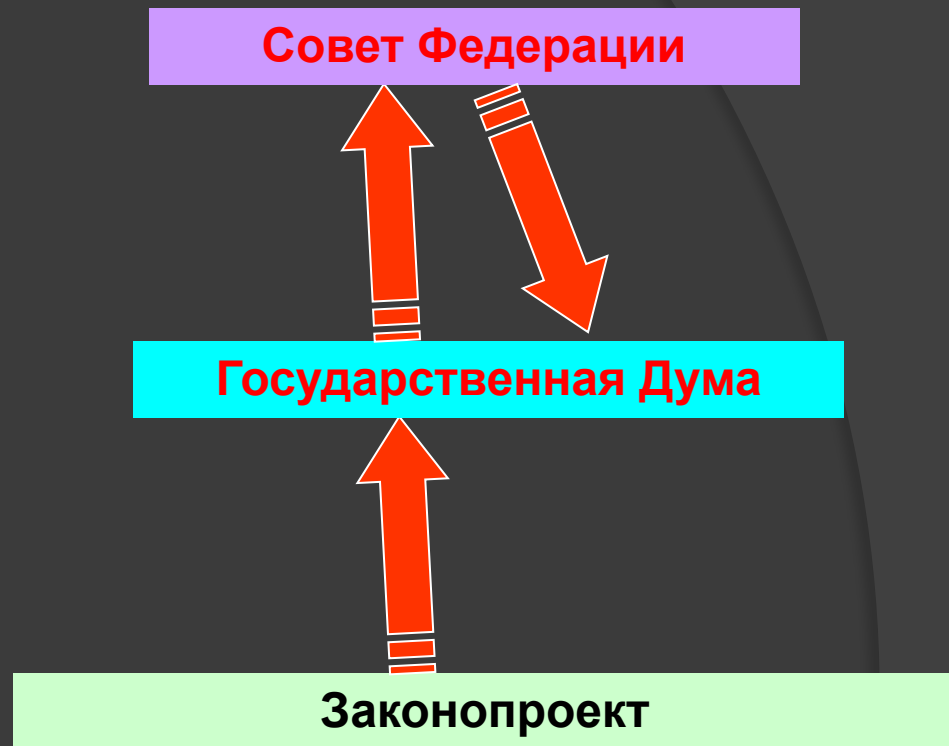 Совет Федерации
Государственная Дума
Законопроект